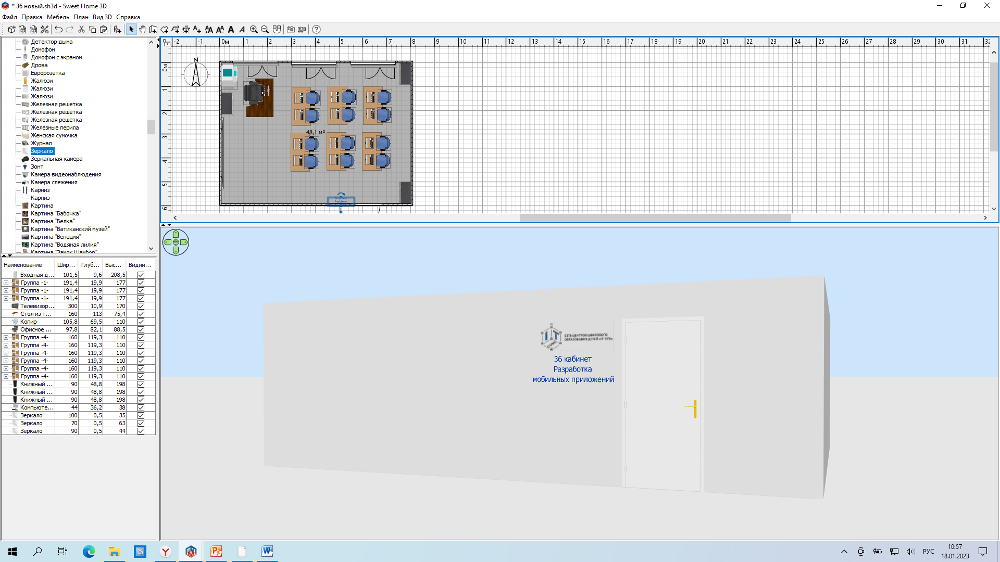 * 36 новый.sh3d - Sweet Home 3D
Файл Правка Мебель План Вид 3D Справка
Детектор дыма
Домофон
Домофон с экраном
Дрова
Евророзетка
Жалюзи
Жалюзи
Жалюзи
Железная решетка
Железная решетка
Железная решетка
Железные перила
Женская сумочка
Журнал
Зеркало
Зеркальная камера
Зонт
Камера видеонаблюдения
Камера слежения
Карниз
Карниз
Картина
Картина "Бабочка"
Картина "Белка"
Картина "Ватиканский музей"
Картина "Венеция"
Картина "Водяная лилия"
Картина "Замок Шамбор"
Наименование Шир... Глуб... Выс... Видим...
Входная д... 101,5 9,6 208,5
Группа -1- 191,4 19,9 177
Группа -1- 191,4 19,9 177
Группа -1- 191,4 19,9 177
Телевизор... 300 10,9 170
Стол из т... 160 113 75,4
Копир 105,8 69,5 110
Офисное ... 97,8 82,1 88,5
Группа -4- 160 119,3 110
Группа -4- 160 119,3 110
Группа -4- 160 119,3 110
Группа -4- 160 119,3 110
Группа -4- 160 119,3 110
Группа -4- 160 119,3 110
Книжный ... 90 48,8 198
Книжный ... 90 48,8 198
Книжный ... 90 48,8 198
Компьюте... 44 36,2 38
Зеркало 100 0,5 35
Зеркало 70 0,5 63
Зеркало 90 0,5 44
-2 -1 0м 1 2 3 4 5 6 7 8 9 10 11 12 13 14 15 16 17 18 19 20 21 22 23 24 25 26 27 28 29 30 31 32
0м
1
2
3
4
5
6
N
48,1 м²
IT
СЕТЬ ЦЕНТРОВ ЦИФРОВОГО
ОБРАЗОВАНИЯ ДЕТЕЙ «IT-КУБ»
36 кабинет
Разработка
мобильных приложений
РУС
10:57
18.01.2023